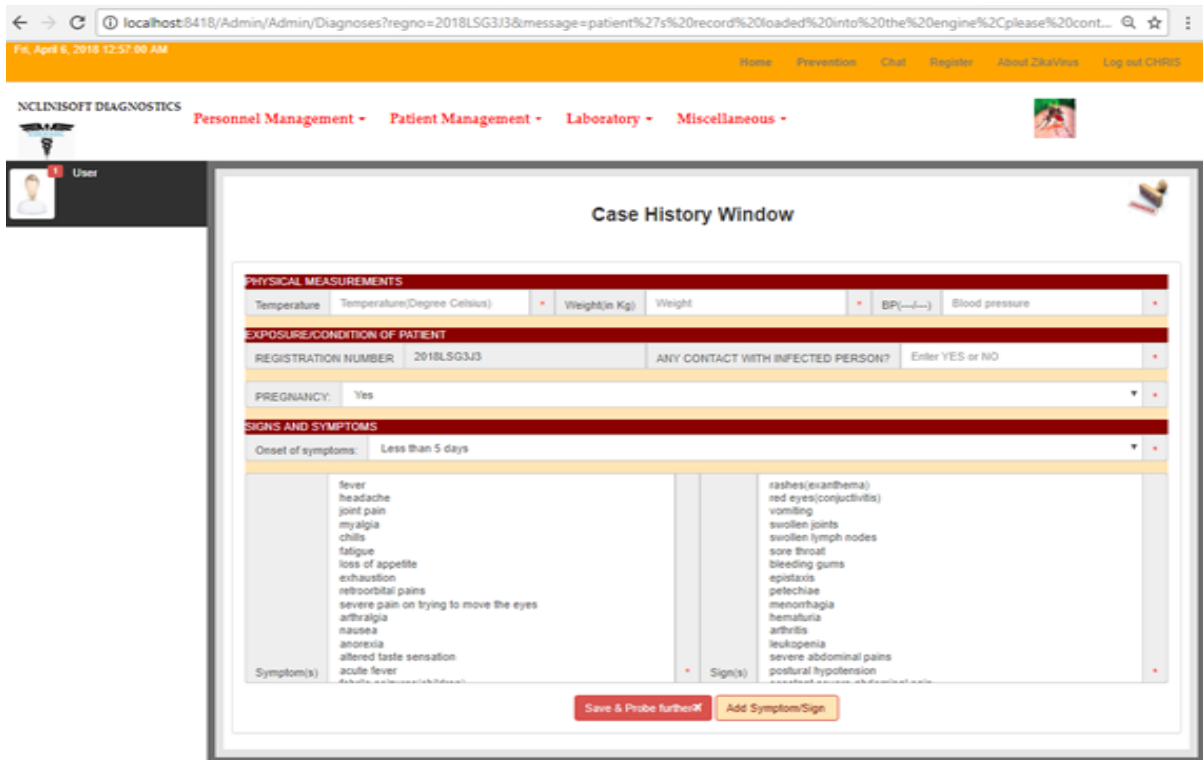 localhost:8418/Admin/Admin/Diagnoses?regno=2018LSG3J3&message=patient%27s%20record%20loaded%20into%20the%20engine%2Cplease%20cont...
Fri, April 6, 2018 12:57:00 AM
Home Prevention Chat Register About ZikaVirus Log out CHRIS
NCLINISOFT DIAGNOSTICS
Personnel Management Patient Management Laboratory Miscellaneous
1 User
Case History Window
PHYSICAL MEASUREMENTS
Temperature Temperature(Degree Celsius) * Weight(in Kg) Weight * BP(---/---) Blood pressure *
EXPOSURE/CONDITION OF PATIENT
REGISTRATION NUMBER 2018LSG3J3 ANY CONTACT WITH INFECTED PERSON? Enter YES or NO *
PREGNANCY: Yes *
SIGNS AND SYMPTOMS
Onset of symptoms: Less than 5 days *
Symptom(s) *
fever
headache
joint pain
myalgia
chills
fatigue
loss of appetite
exhaustion
retroorbital pains
severe pain on trying to move the eyes
arthralgia
nausea
anorexia
altered taste sensation
acute fever
Sign(s) *
rashes(exanthema)
red eyes(conjuctivitis)
vomiting
swollen joints
swollen lymph nodes
sore throat
bleeding gums
epistaxis
petechiae
menorrhagia
hematuria
arthritis
leukopenia
severe abdominal pains
postural hypotension
Save & Probe further Add Symptom/Sign